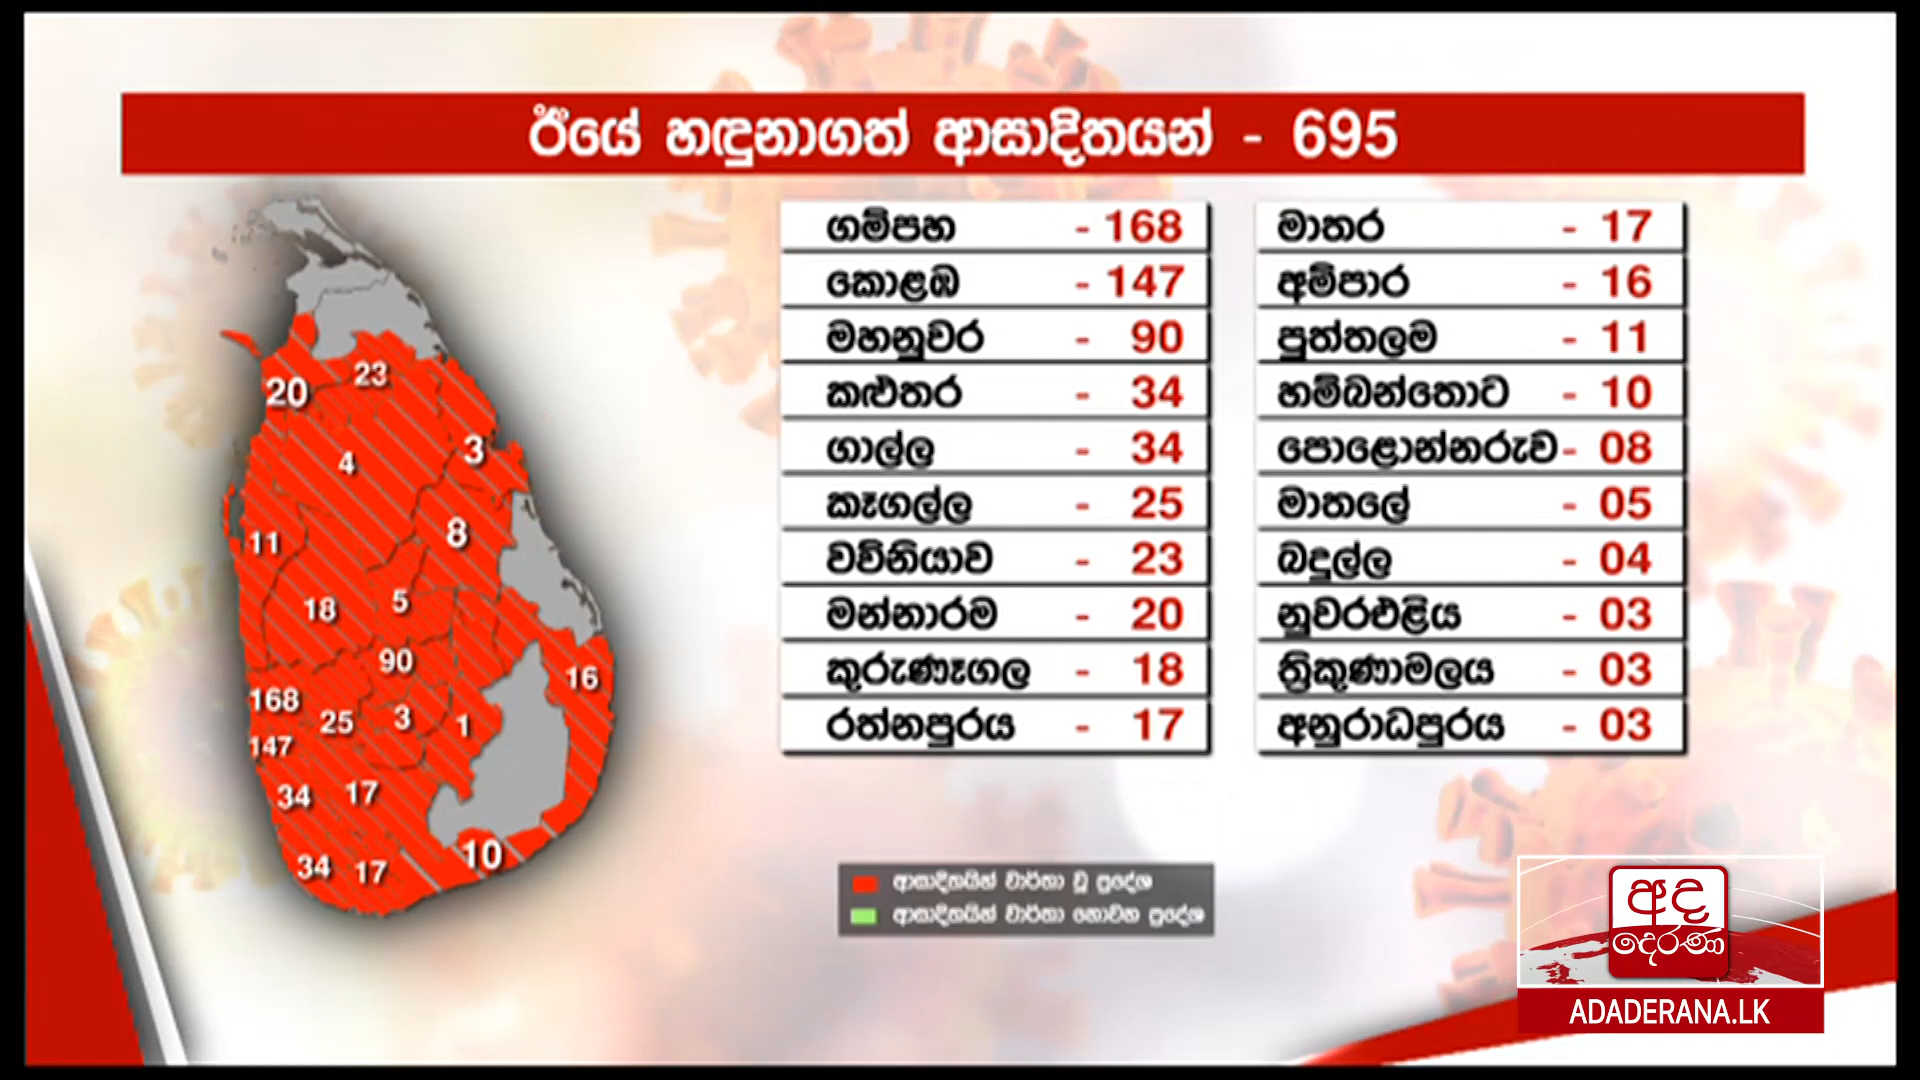 ඊයේ හඳුනාගත් ආසාදිතයන් - 695
ගම්පහ - 168
කොළඹ - 147
මහනුවර - 90
කළුතර - 34
ගාල්ල - 34
කෑගල්ල - 25
වව්නියාව - 23
මන්නාරම - 20
කුරුණෑගල - 18
රත්නපුරය - 17
මාතර - 17
අම්පාර - 16
පුත්තලම - 11
හම්බන්තොට - 10
පොළොන්නරුව - 08
මාතලේ - 05
බදුල්ල - 04
නුවරඑළිය - 03
ත්‍රිකුණාමලය - 03
අනුරාධපුරය - 03
23
20
3
4
8
11
5
18
90
16
168
25
3
1
147
34
17
34
17
10
ආසාදිතයින් වාර්තා වූ ප්‍රදේශ
ආසාදිතයින් වාර්තා නොවන ප්‍රදේශ
අද
දෙරණ
ADADERANA.LK